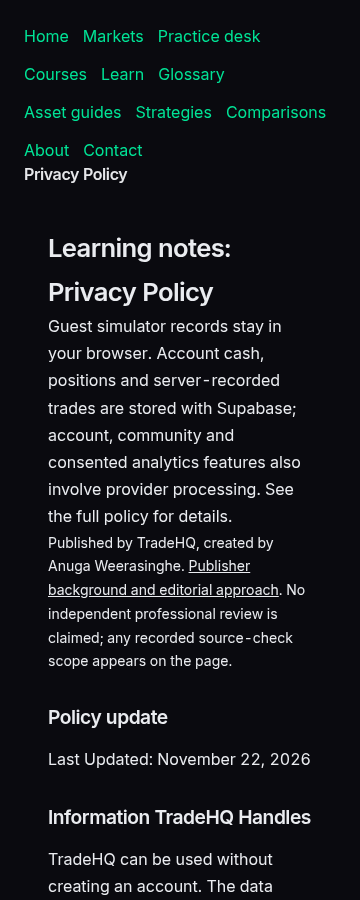 Home Markets Practice desk
Courses Learn Glossary
Asset guides Strategies Comparisons
About Contact
Privacy Policy
Learning notes:
Privacy Policy
Guest simulator records stay in
your browser. Account cash,
positions and server-recorded
trades are stored with Supabase;
account, community and
consented analytics features also
involve provider processing. See
the full policy for details.
Published by TradeHQ, created by
Anuga Weerasinghe. Publisher
background and editorial approach. No
independent professional review is
claimed; any recorded source-check
scope appears on the page.
Policy update
Last Updated: November 22, 2026
Information TradeHQ Handles
TradeHQ can be used without
creating an account. The data